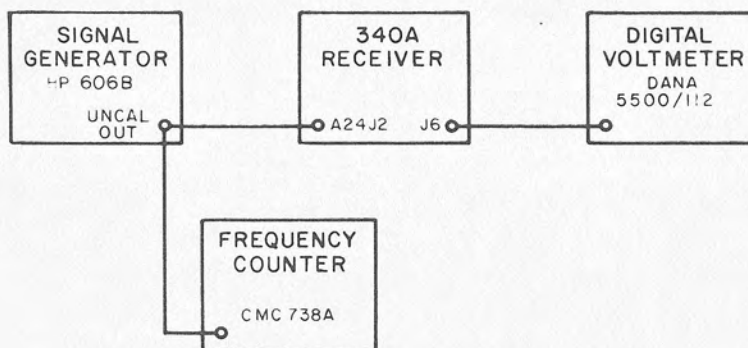 SIGNAL
GENERATOR
HP 606B
UNCAL
OUT
340A
RECEIVER
A24J2 J6
DIGITAL
VOLTMETER
DANA
5500/112
FREQUENCY
COUNTER
CMC 738A